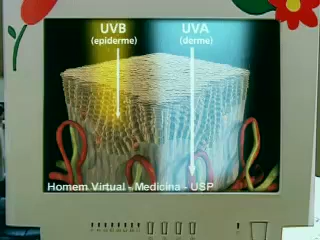 UVB UVA
(epiderme) (derme)
Homem Virtual - Medicina - USP